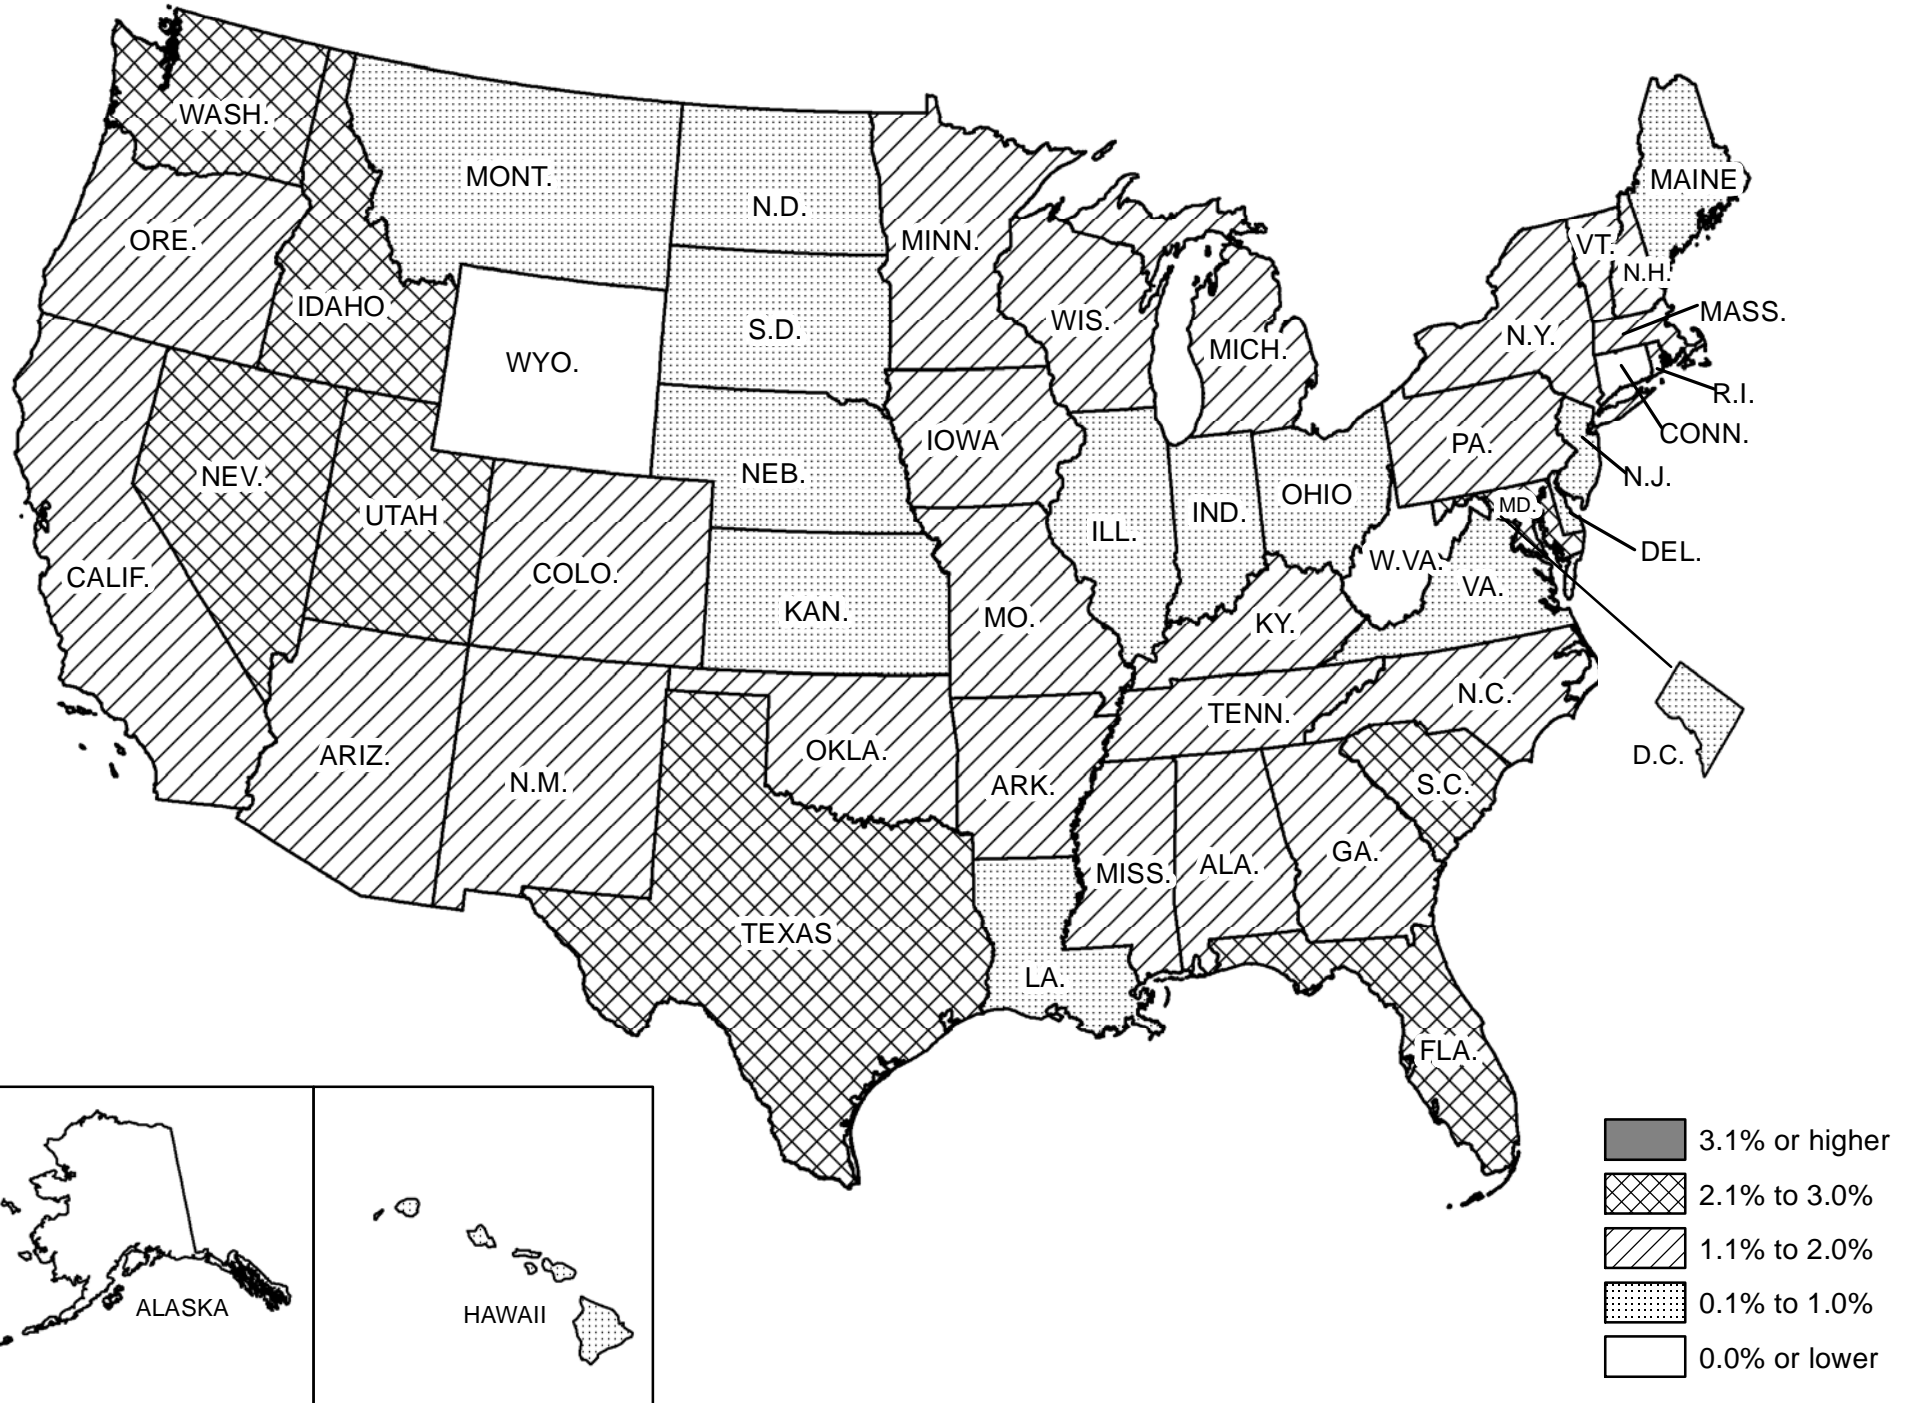 WASH.
MONT.
N.D.
MINN.
MAINE
ORE.
IDAHO
S.D.
WIS.
MICH.
N.Y.
VT.
N.H.
MASS.
WYO.
R.I.
CONN.
IOWA
PA.
N.J.
NEV.
UTAH
NEB.
ILL.
IND.
OHIO
MD.
DEL.
CALIF.
COLO.
KAN.
MO.
KY.
W.VA.
VA.
ARIZ.
N.M.
OKLA.
ARK.
TENN.
N.C.
S.C.
D.C.
TEXAS
LA.
MISS.
ALA.
GA.
FLA.
ALASKA
HAWAII
3.1% or higher
2.1% to 3.0%
1.1% to 2.0%
0.1% to 1.0%
0.0% or lower